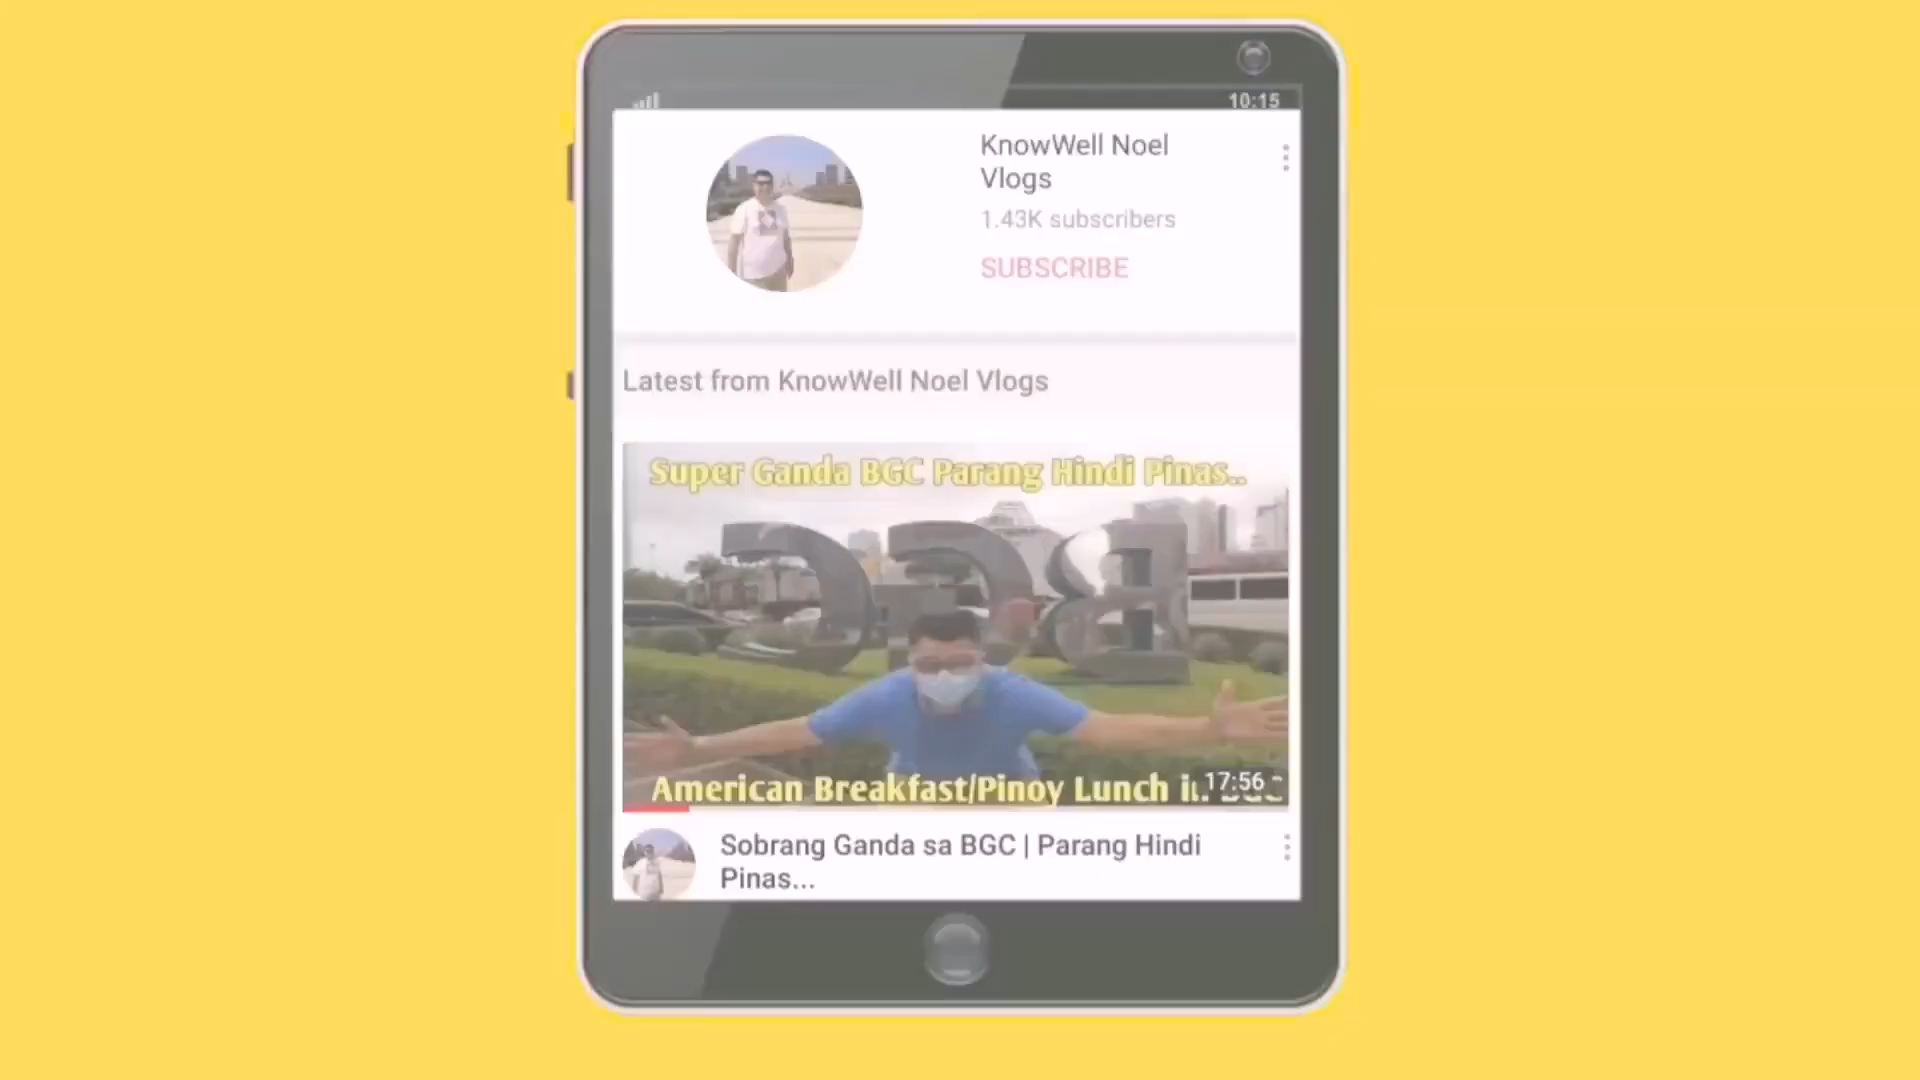 10:15
KnowWell Noel
Vlogs
1.43K subscribers
SUBSCRIBE
Latest from KnowWell Noel Vlogs
Super Ganda BGC Parang Hindi Pinas..
BGC
American Breakfast/Pinoy Lunch
17:56
Sobrang Ganda sa BGC | Parang Hindi
Pinas...